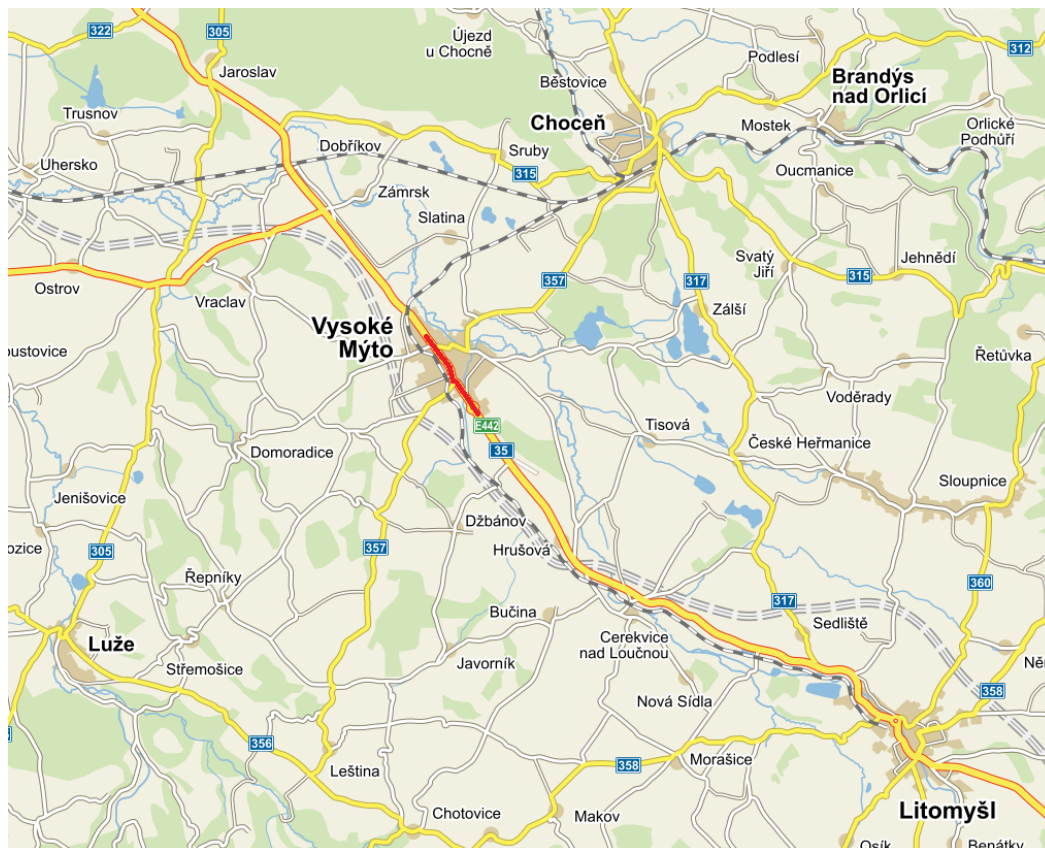 322
305
Jaroslav
Újezd
u Chocně
Podlesí
312
Běstovice
Brandýs
nad Orlicí
Trusnov
Choceň
Mostek
Orlické
Podhůří
Dobříkov
Sruby
Uhersko
315
Oucmanice
Zámrsk
Slatina
Svatý
Jiří
Jehnědí
315
357
317
Ostrov
Vraclav
Zálší
Vysoké
Mýto
oustovice
Řetůvka
Voděrady
E442
Tisová
České Heřmanice
35
Domoradice
Sloupnice
Jenišovice
Džbánov
ozice
305
357
Hrušová
Řepníky
360
317
Bučina
Sedliště
Luže
Cerekvice
nad Loučnou
Střemošice
Javorník
Něm
358
Nová Sídla
356
Morašice
358
Leština
Chotovice
Makov
Litomyšl
Osík
Benátky